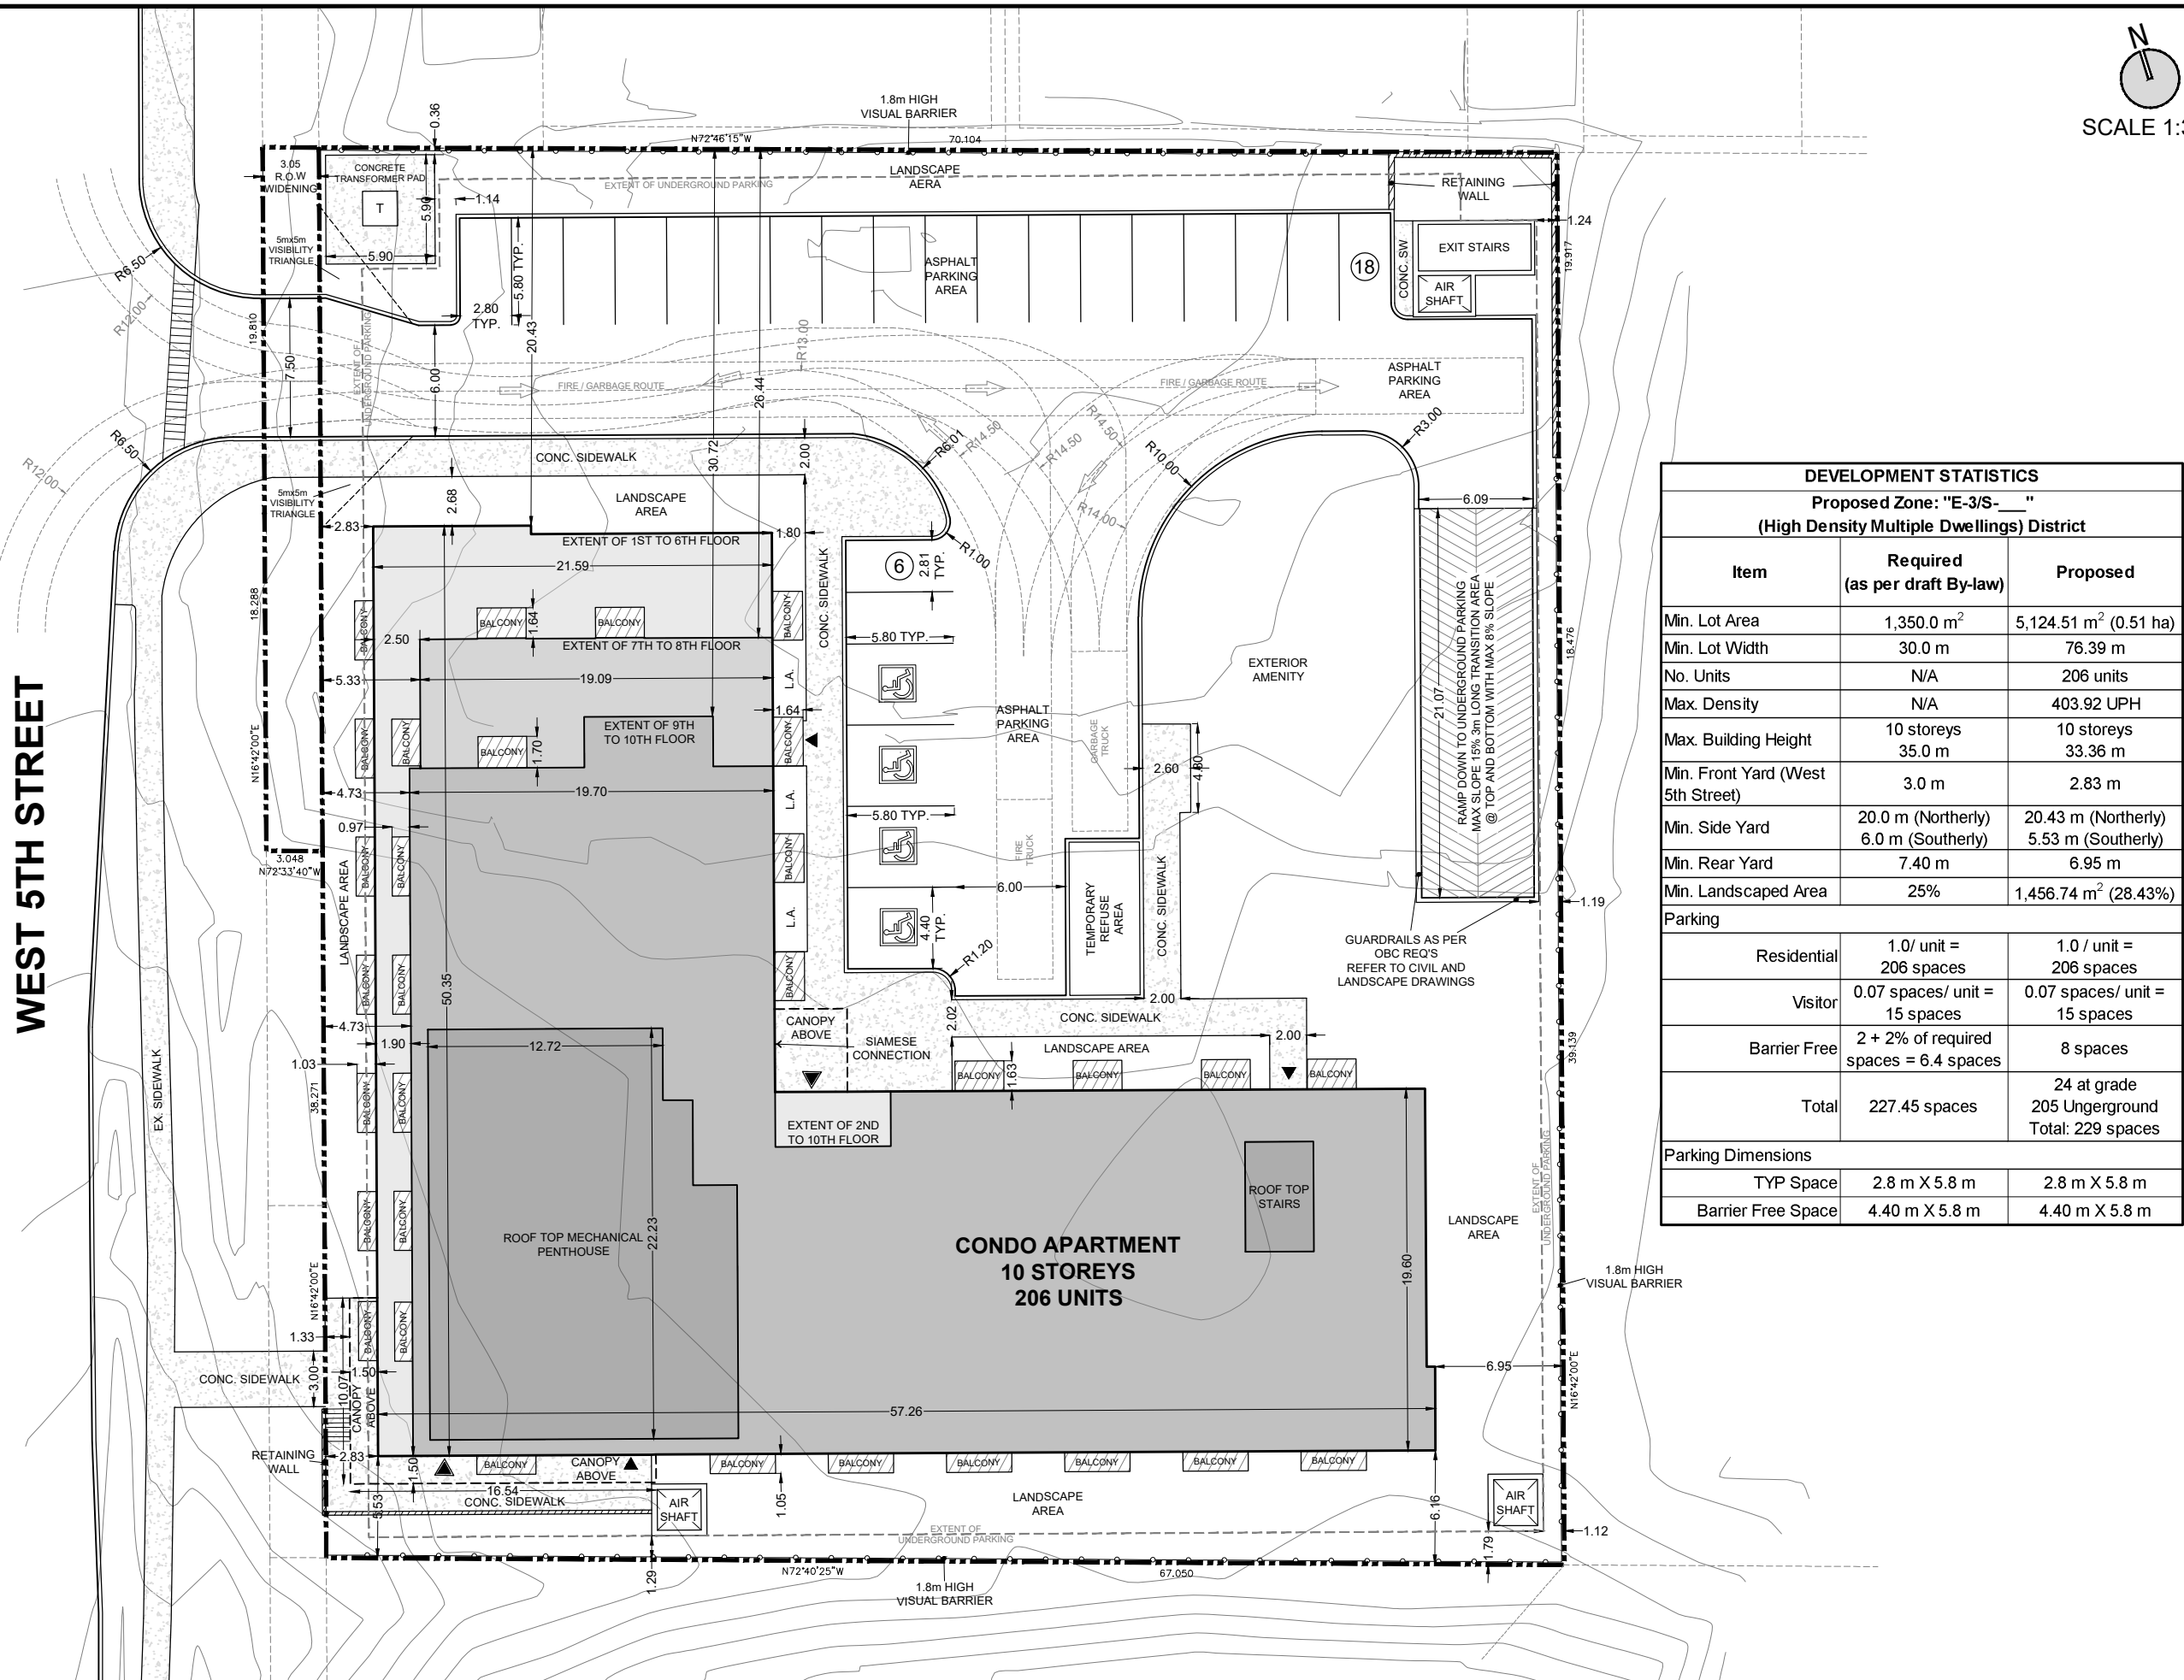 N
SCALE 1:3
1.8m HIGH
VISUAL BARRIER
N72°46'15"W
70.104
0.36
3.05
R.O.W
WIDENING
CONCRETE
TRANSFORMER PAD
T
5.90
5.90
1.14
EXTENT OF UNDERGROUND PARKING
LANDSCAPE
AERA
RETAINING
WALL
1.24
19.917
EXIT STAIRS
CONC. SW
AIR
SHAFT
18
5mx5m
VISIBILITY
TRIANGLE
R6.50
R12.00
19.810
7.50
2.80
TYP.
5.80 TYP.
20.43
ASPHALT
PARKING
AREA
R13.00
EXTENT OF
UNDERGROUND PARKING
6.00
FIRE / GARBAGE ROUTE
26.44
FIRE / GARBAGE ROUTE
ASPHALT
PARKING
AREA
R3.00
R6.50
R12.00
CONC. SIDEWALK
30.72
2.00
R6.01
R14.50
R14.50
R14.50
R10.00
R14.00
5mx5m
VISIBILITY
TRIANGLE
2.68
LANDSCAPE
AREA
6.09
2.83
EXTENT OF 1ST TO 6TH FLOOR
1.80
21.59
CONC. SIDEWALK
6
2.81
TYP.
R1.00
18.288
BALCONY
2.50
BALCONY
1.64
BALCONY
BALCONY
EXTENT OF 7TH TO 8TH FLOOR
5.80 TYP.
5.33
19.09
L.A.
1.64
EXTERIOR
AMENITY
RAMP DOWN TO UNDERGROUND PARKING
MAX SLOPE 15% 3m LONG TRANSITION AREA
@ TOP AND BOTTOM WITH MAX 8% SLOPE
21.07
18.476
WEST 5TH STREET
N16°42'00"E
BALCONY
BALCONY
BALCONY
1.70
EXTENT OF 9TH
TO 10TH FLOOR
BALCONY
ASPHALT
PARKING
AREA
GARBAGE
TRUCK
2.60
4.80
4.73
19.70
L.A.
5.80 TYP.
0.97
3.048
N72°33'40"W
LANDSCAPE AREA
BALCONY
BALCONY
BALCONY
FIRE
TRUCK
6.00
L.A.
4.40
TYP.
TEMPORARY
REFUSE
AREA
CONC. SIDEWALK
R1.20
1.19
GUARDRAILS AS PER
OBC REQ'S
REFER TO CIVIL AND
LANDSCAPE DRAWINGS
BALCONY
BALCONY
50.35
BALCONY
2.00
CONC. SIDEWALK
4.73
1.90
12.72
CANOPY
ABOVE
SIAMESE
CONNECTION
2.02
LANDSCAPE AREA
2.00
39.139
EX. SIDEWALK
1.03
38.271
BALCONY
BALCONY
BALCONY
1.63
BALCONY
BALCONY
BALCONY
EXTENT OF 2ND
TO 10TH FLOOR
EXTENT OF
UNDERGROUND PARKING
BALCONY
BALCONY
ROOF TOP MECHANICAL
PENTHOUSE
22.23
CONDO APARTMENT
10 STOREYS
206 UNITS
ROOF TOP
STAIRS
19.60
LANDSCAPE
AREA
1.8m HIGH
VISUAL BARRIER
N16°42'00"E
1.33
BALCONY
BALCONY
CONC. SIDEWALK
3.00
10.07
1.50
CANOPY
ABOVE
57.26
6.95
N16°42'00"E
RETAINING
WALL
2.83
1.50
BALCONY
CANOPY
ABOVE
BALCONY
BALCONY
BALCONY
BALCONY
BALCONY
BALCONY
16.54
CONC. SIDEWALK
5.53
AIR
SHAFT
1.05
LANDSCAPE
AREA
6.16
AIR
SHAFT
1.79
1.12
EXTENT OF
UNDERGROUND PARKING
1.29
N72°40'25"W
67.050
1.8m HIGH
VISUAL BARRIER
DEVELOPMENT STATISTICS
Proposed Zone: "E-3/S-___"
(High Density Multiple Dwellings) District
Item Required (as per draft By-law) Proposed
Min. Lot Area 1,350.0 m² 5,124.51 m² (0.51 ha)
Min. Lot Width 30.0 m 76.39 m
No. Units N/A 206 units
Max. Density N/A 403.92 UPH
Max. Building Height 10 storeys 35.0 m 10 storeys 33.36 m
Min. Front Yard (West 5th Street) 3.0 m 2.83 m
Min. Side Yard 20.0 m (Northerly) 6.0 m (Southerly) 20.43 m (Northerly) 5.53 m (Southerly)
Min. Rear Yard 7.40 m 6.95 m
Min. Landscaped Area 25% 1,456.74 m² (28.43%)
Parking
Residential 1.0/ unit = 206 spaces 1.0 / unit = 206 spaces
Visitor 0.07 spaces/ unit = 15 spaces 0.07 spaces/ unit = 15 spaces
Barrier Free 2 + 2% of required spaces = 6.4 spaces 8 spaces
Total 227.45 spaces 24 at grade 205 Ungerground Total: 229 spaces
Parking Dimensions
TYP Space 2.8 m X 5.8 m 2.8 m X 5.8 m
Barrier Free Space 4.40 m X 5.8 m 4.40 m X 5.8 m